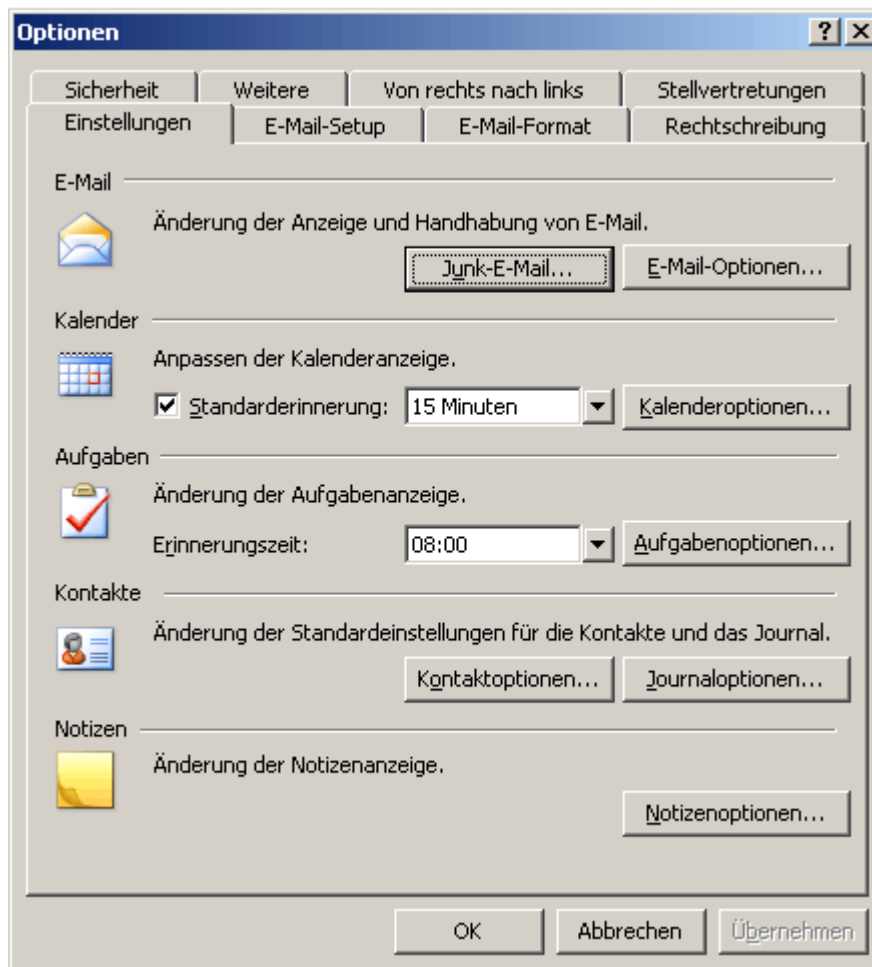 Optionen
Sicherheit Weitere Von rechts nach links Stellvertretungen
Einstellungen E-Mail-Setup E-Mail-Format Rechtschreibung
E-Mail
Änderung der Anzeige und Handhabung von E-Mail.
Junk-E-Mail... E-Mail-Optionen...
Kalender
Anpassen der Kalenderanzeige.
Standarderinnerung: 15 Minuten Kalenderoptionen...
Aufgaben
Änderung der Aufgabenanzeige.
Erinnerungszeit: 08:00 Aufgabenoptionen...
Kontakte
Änderung der Standardeinstellungen für die Kontakte und das Journal.
Kontaktoptionen... Journaloptionen...
Notizen
Änderung der Notizenanzeige.
Notizenoptionen...
OK Abbrechen Übernehmen